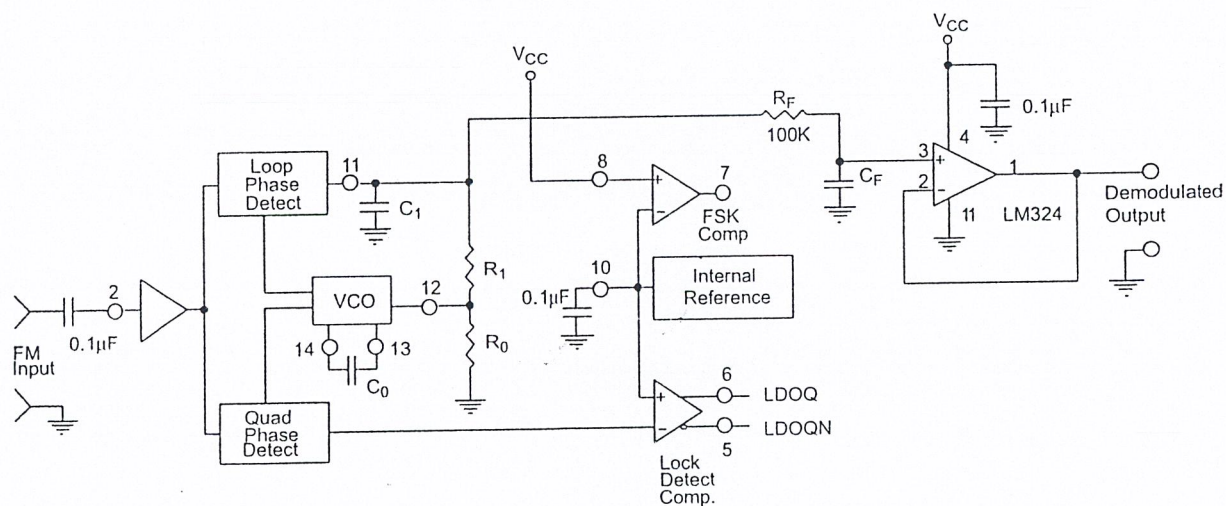 VCC
VCC
RF
100K
0.1µF
4
3
+
2
−
1
11
LM324
CF
Demodulated
Output
Loop
Phase
Detect
11
C1
8
+
−
7
FSK
Comp
R1
10
0.1µF
Internal
Reference
2
0.1µF
FM
Input
VCO
12
14
13
C0
R0
Quad
Phase
Detect
+
−
6
LDOQ
LDOQN
5
Lock
Detect
Comp.